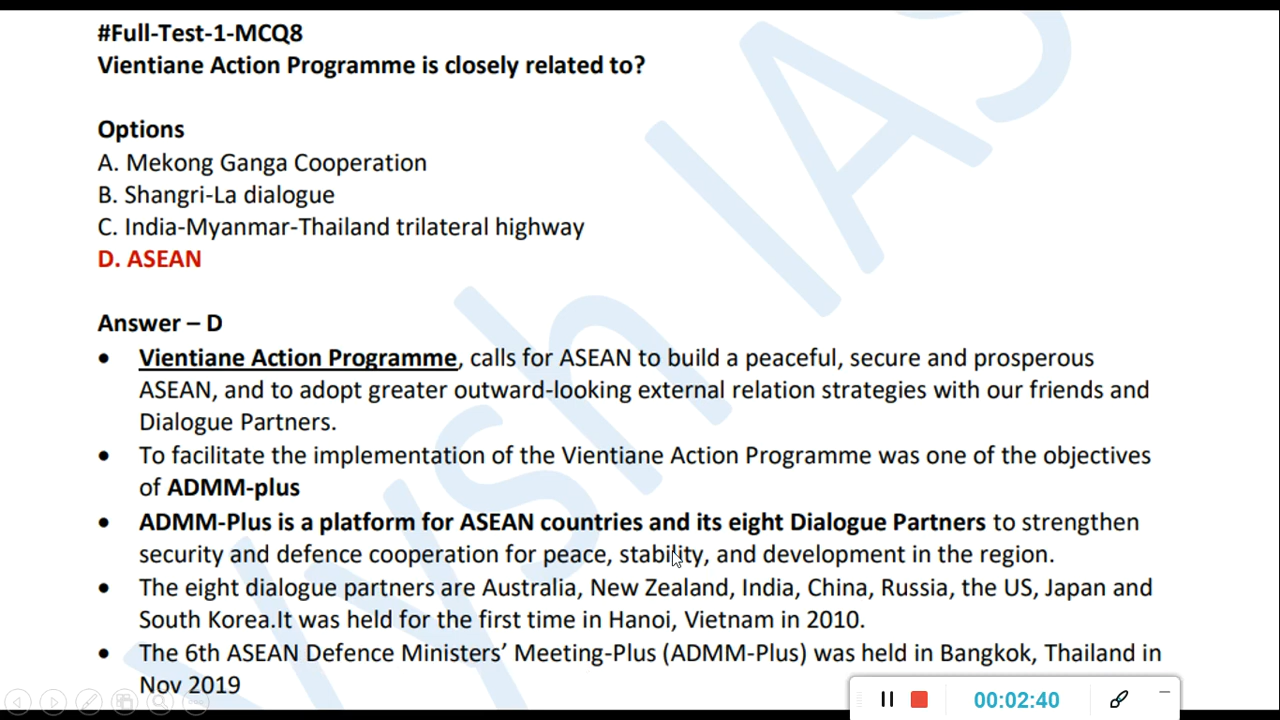 #Full-Test-1-MCQ8
Vientiane Action Programme is closely related to?
Options
A. Mekong Ganga Cooperation
B. Shangri-La dialogue
C. India-Myanmar-Thailand trilateral highway
D. ASEAN
Answer – D
• Vientiane Action Programme, calls for ASEAN to build a peaceful, secure and prosperous
ASEAN, and to adopt greater outward-looking external relation strategies with our friends and
Dialogue Partners.
• To facilitate the implementation of the Vientiane Action Programme was one of the objectives
of ADMM-plus
• ADMM-Plus is a platform for ASEAN countries and its eight Dialogue Partners to strengthen
security and defence cooperation for peace, stability, and development in the region.
• The eight dialogue partners are Australia, New Zealand, India, China, Russia, the US, Japan and
South Korea.It was held for the first time in Hanoi, Vietnam in 2010.
• The 6th ASEAN Defence Ministers’ Meeting-Plus (ADMM-Plus) was held in Bangkok, Thailand in
Nov 2019
00:02:40
Vysh IAS